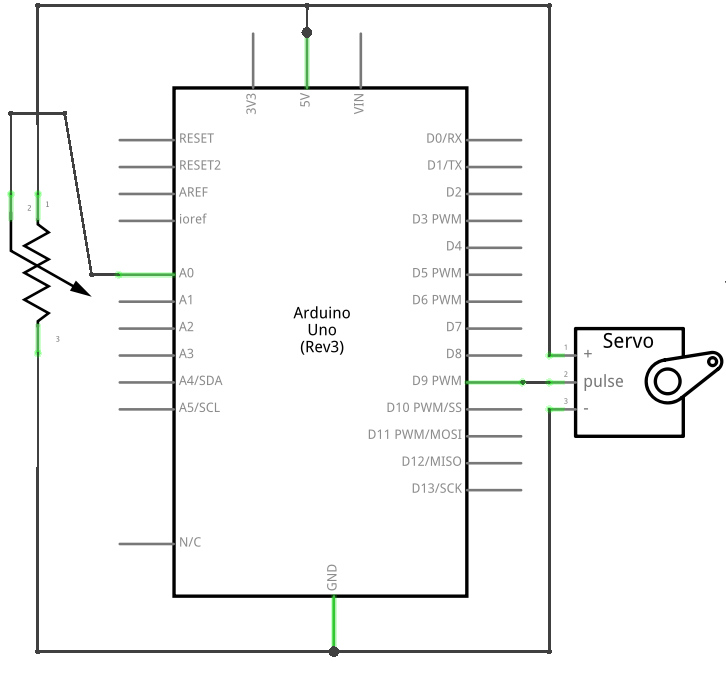 3V3
5V
VIN
RESET
RESET2
AREF
ioref
A0
A1
A2
A3
A4/SDA
A5/SCL
N/C
D0/RX
D1/TX
D2
D3 PWM
D4
D5 PWM
D6 PWM
D7
D8
D9 PWM
D10 PWM/SS
D11 PWM/MOSI
D12/MISO
D13/SCK
GND
Arduino
Uno
(Rev3)
2 1
3
Servo
1 +
2 pulse
3 -